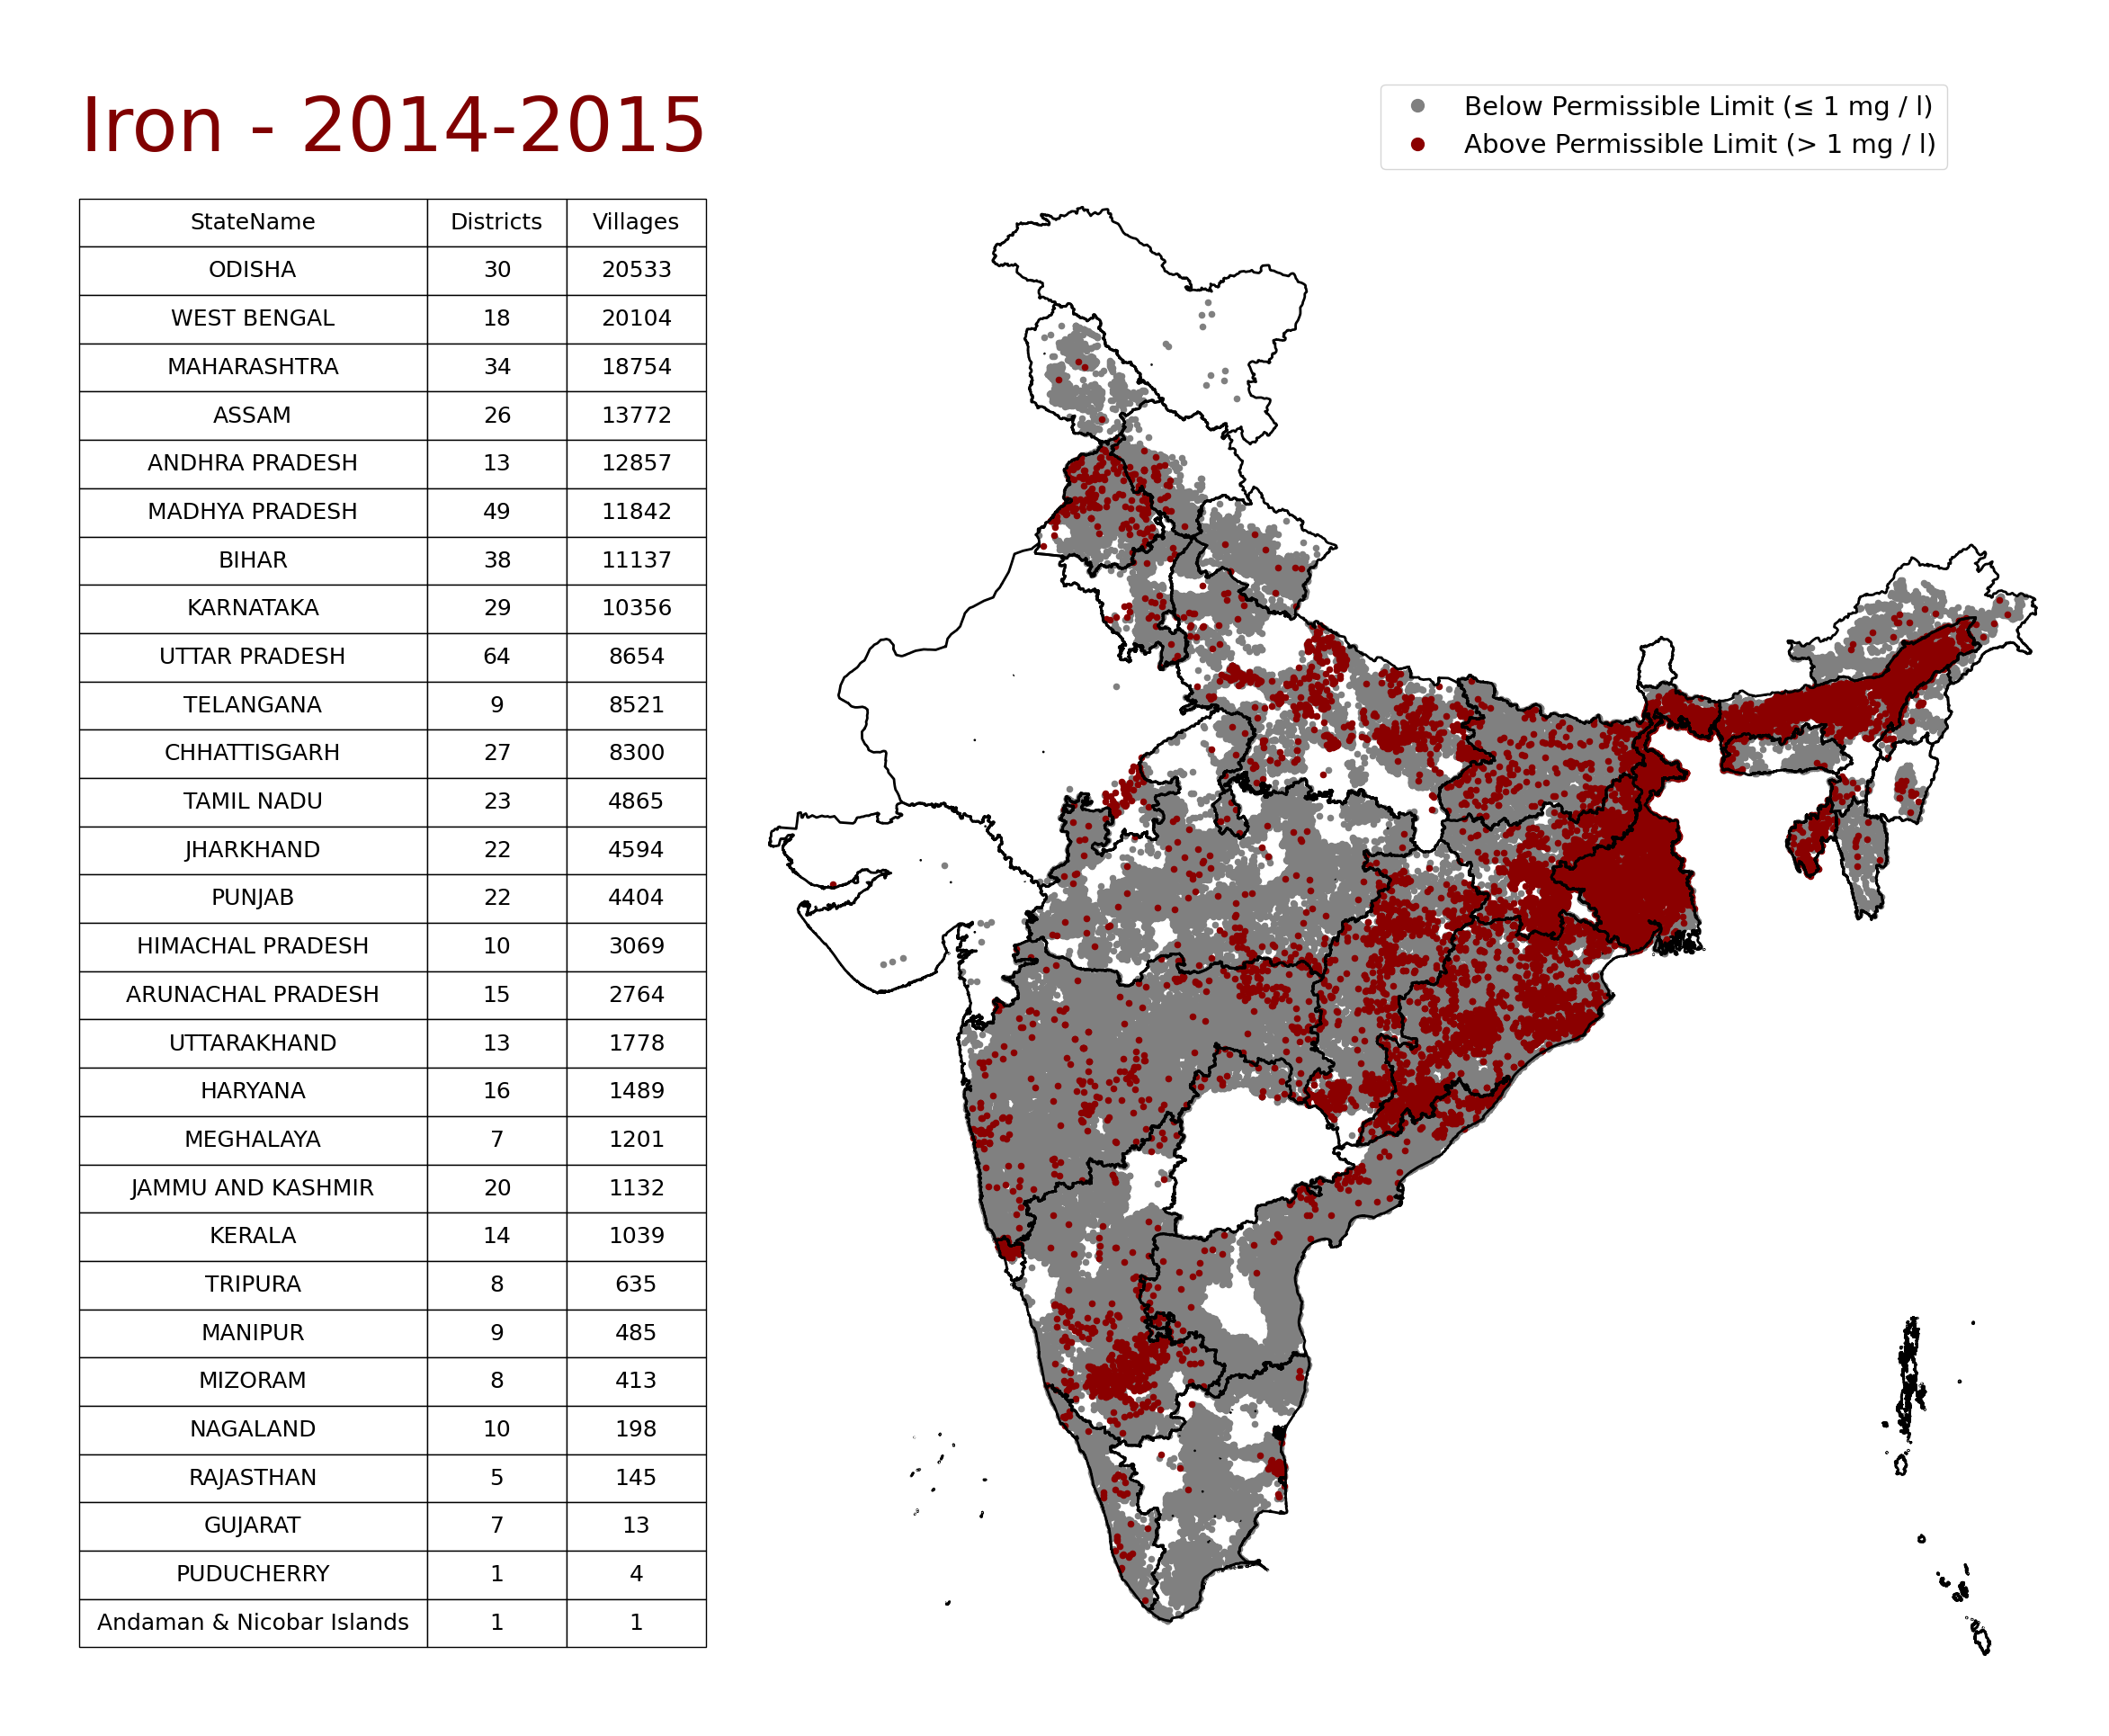 Iron - 2014-2015
Below Permissible Limit (≤ 1 mg / l)
Above Permissible Limit (> 1 mg / l)
StateName Districts Villages
ODISHA 30 20533
WEST BENGAL 18 20104
MAHARASHTRA 34 18754
ASSAM 26 13772
ANDHRA PRADESH 13 12857
MADHYA PRADESH 49 11842
BIHAR 38 11137
KARNATAKA 29 10356
UTTAR PRADESH 64 8654
TELANGANA 9 8521
CHHATTISGARH 27 8300
TAMIL NADU 23 4865
JHARKHAND 22 4594
PUNJAB 22 4404
HIMACHAL PRADESH 10 3069
ARUNACHAL PRADESH 15 2764
UTTARAKHAND 13 1778
HARYANA 16 1489
MEGHALAYA 7 1201
JAMMU AND KASHMIR 20 1132
KERALA 14 1039
TRIPURA 8 635
MANIPUR 9 485
MIZORAM 8 413
NAGALAND 10 198
RAJASTHAN 5 145
GUJARAT 7 13
PUDUCHERRY 1 4
Andaman & Nicobar Islands 1 1